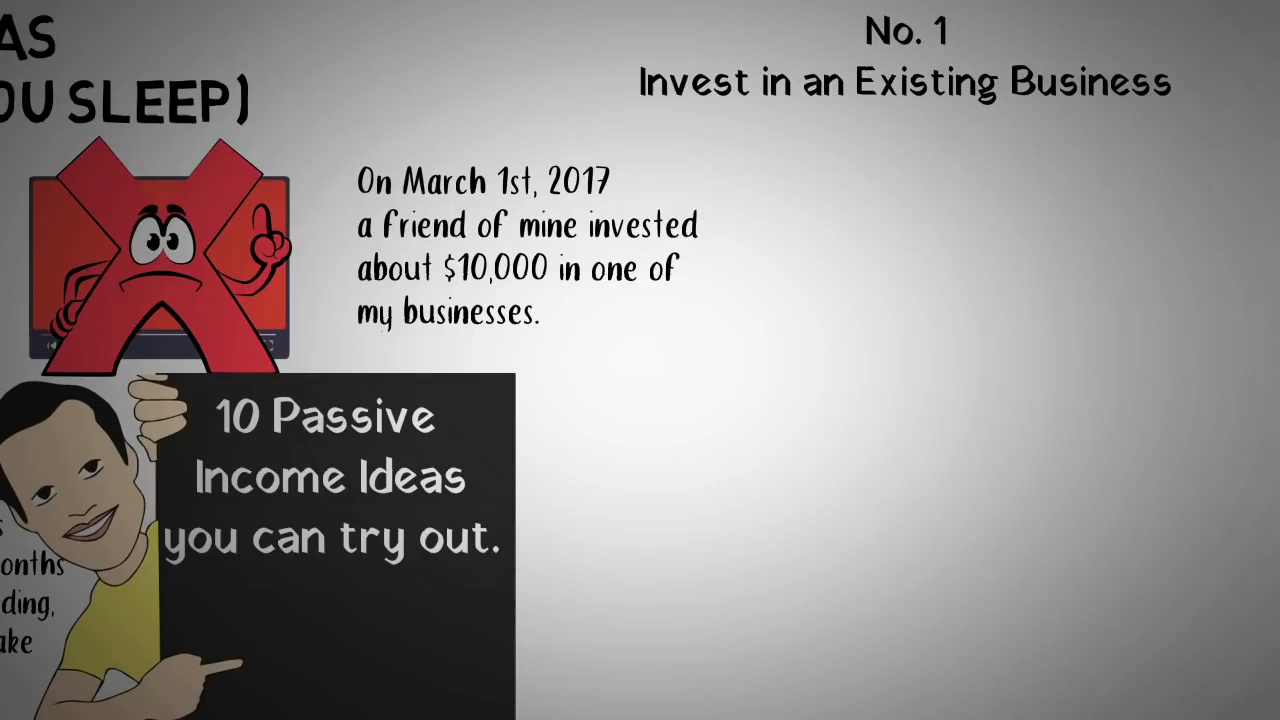 AS
OU SLEEP)
No. 1
Invest in an Existing Business
On March 1st, 2017
a friend of mine invested
about $10,000 in one of
my businesses.
10 Passive
Income Ideas
you can try out.
s
onths
ding,
ake